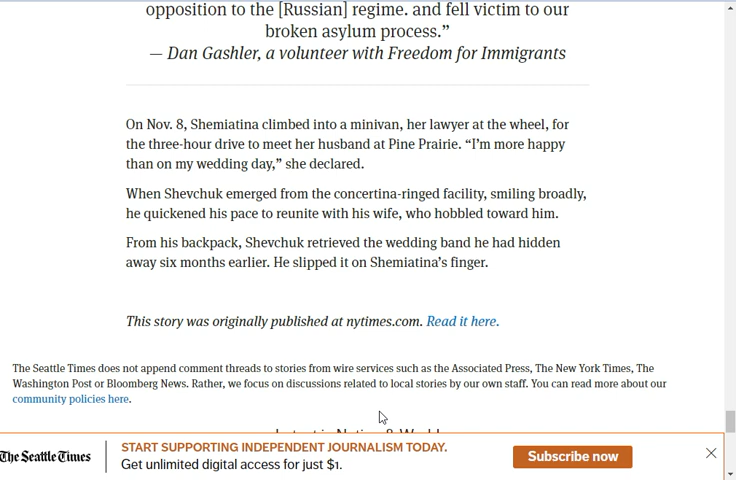 opposition to the [Russian] regime. and fell victim to our
broken asylum process.”
— Dan Gashler, a volunteer with Freedom for Immigrants
On Nov. 8, Shemiatina climbed into a minivan, her lawyer at the wheel, for
the three-hour drive to meet her husband at Pine Prairie. “I’m more happy
than on my wedding day,” she declared.
When Shevchuk emerged from the concertina-ringed facility, smiling broadly,
he quickened his pace to reunite with his wife, who hobbled toward him.
From his backpack, Shevchuk retrieved the wedding band he had hidden
away six months earlier. He slipped it on Shemiatina’s finger.
This story was originally published at nytimes.com. Read it here.
The Seattle Times does not append comment threads to stories from wire services such as the Associated Press, The New York Times, The
Washington Post or Bloomberg News. Rather, we focus on discussions related to local stories by our own staff. You can read more about our
community policies here.
The Seattle Times
START SUPPORTING INDEPENDENT JOURNALISM TODAY.
Get unlimited digital access for just $1.
Subscribe now